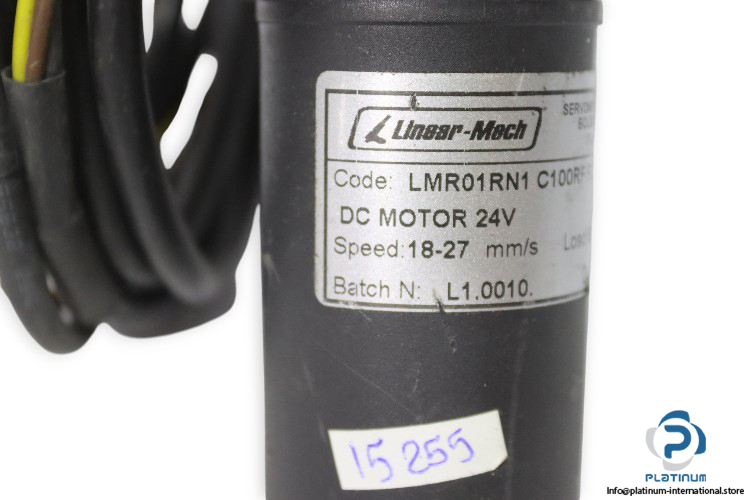 Linear-Mech
Code: LMR01RN1 C100RF
DC MOTOR 24V
Speed: 18-27 mm/s
Batch N: L1.0010.
15255
PLATINUM
Info@platinum-international.store